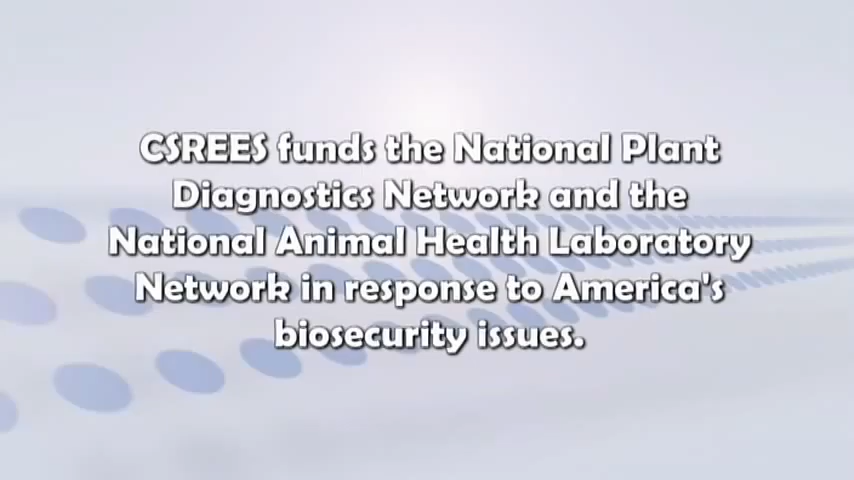 CSREES funds the National Plant
Diagnostics Network and the
National Animal Health Laboratory
Network in response to America's
biosecurity issues.